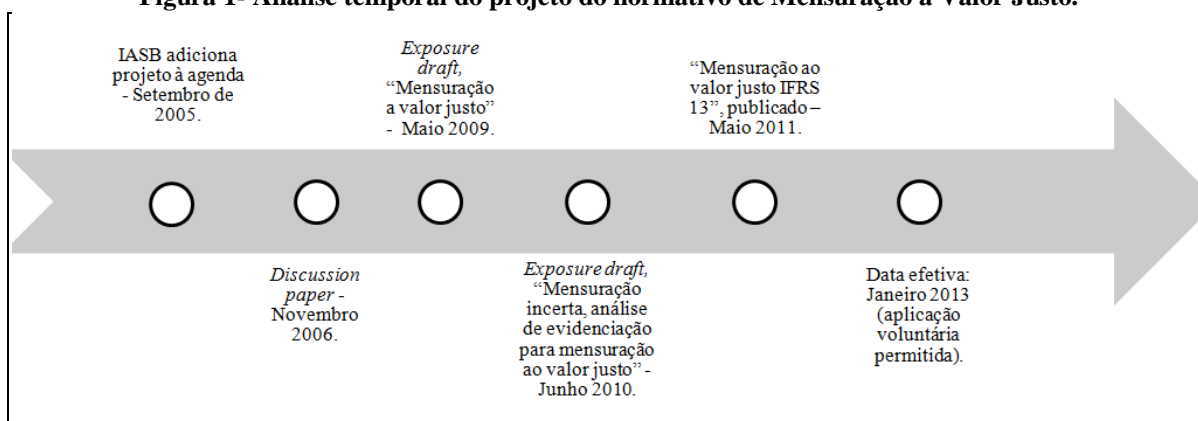 Figura 1- Análise temporal do projeto do normativo de Mensuração a Valor Justo.
IASB adiciona
projeto à agenda
- Setembro de
2005.
Discussion
paper -
Novembro
2006.
Exposure
draft,
“Mensuração
a valor justo”
- Maio 2009.
Exposure draft,
“Mensuração
incerta, análise
de evidenciação
para mensuração
ao valor justo” -
Junho 2010.
“Mensuração ao
valor justo IFRS
13”, publicado –
Maio 2011.
Data efetiva:
Janeiro 2013
(aplicação
voluntária
permitida).